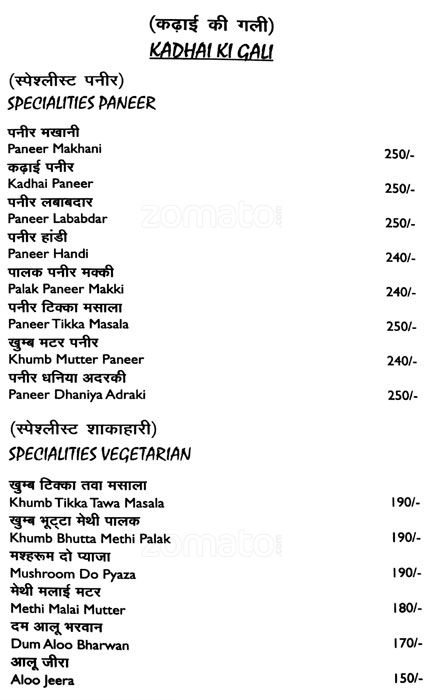 (कढ़ाई की गली)
KADHAI KI GALI
(स्पेश्लीस्ट पनीर)
SPECIALITIES PANEER
पनीर मखानी
Paneer Makhani 250/-
कढ़ाई पनीर
Kadhai Paneer 250/-
पनीर लबाबदार
Paneer Lababdar 250/-
पनीर हांडी
Paneer Handi 240/-
पालक पनीर मक्की
Palak Paneer Makki 240/-
पनीर टिक्का मसाला
Paneer Tikka Masala 250/-
खुम्ब मटर पनीर
Khumb Mutter Paneer 240/-
पनीर धनिया अदरकी
Paneer Dhaniya Adraki 250/-
(स्पेश्लीस्ट शाकाहारी)
SPECIALITIES VEGETARIAN
खुम्ब टिक्का तवा मसाला
Khumb Tikka Tawa Masala 190/-
खुम्ब भूट्टा मेथी पालक
Khumb Bhutta Methi Palak 190/-
मश्हरूम दो प्याजा
Mushroom Do Pyaza 190/-
मेथी मलाई मटर
Methi Malai Mutter 180/-
दम आलू भरवान
Dum Aloo Bharwan 170/-
आलू जीरा
Aloo Jeera 150/-
zomato.com
zomato.com